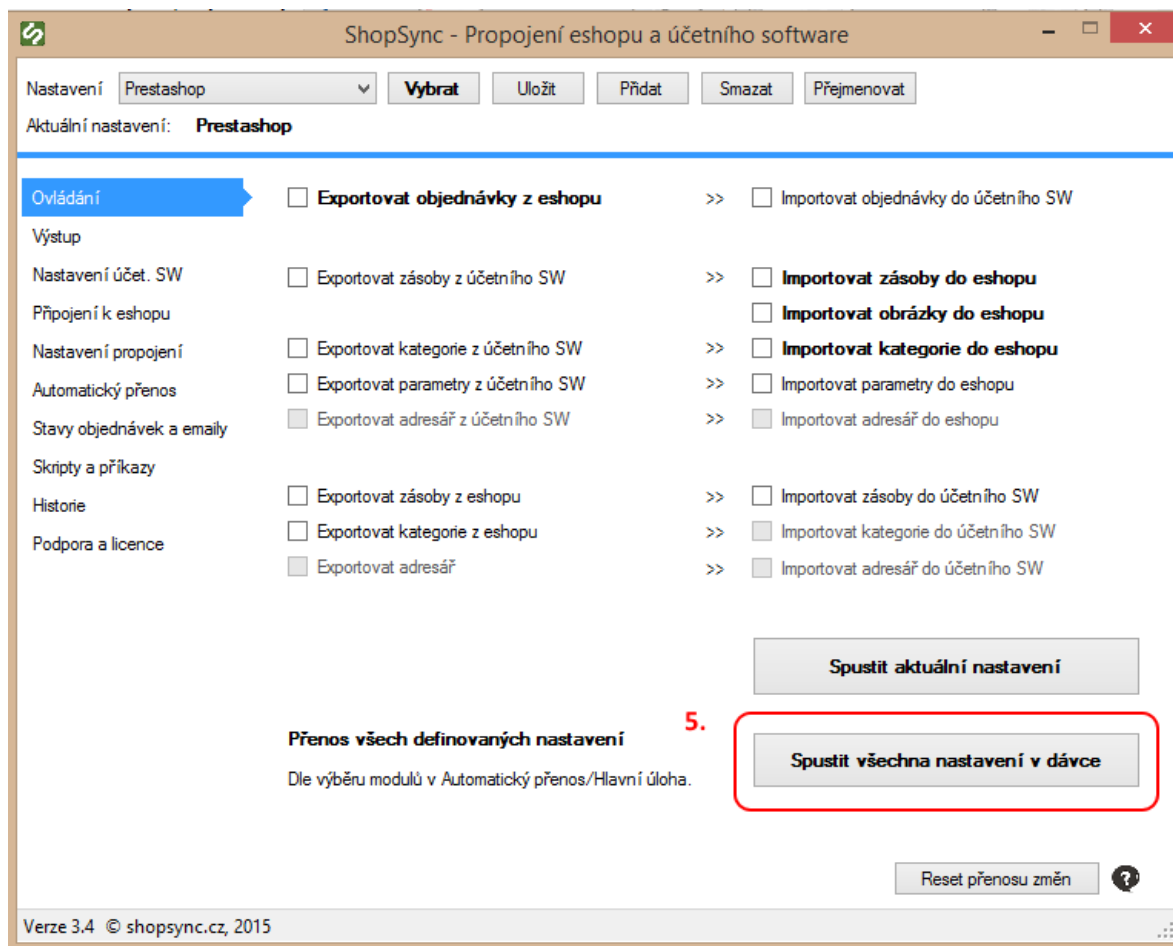 ShopSync - Propojení eshopu a účetního software
Nastavení Prestashop Vybrat Uložit Přidat Smazat Přejmenovat
Aktuální nastavení: Prestashop
Ovládání
Výstup
Nastavení účet. SW
Připojení k eshopu
Nastavení propojení
Automatický přenos
Stavy objednávek a emaily
Skripty a příkazy
Historie
Podpora a licence
Exportovat objednávky z eshopu >> Importovat objednávky do účetního SW
Exportovat zásoby z účetního SW >> Importovat zásoby do eshopu
Importovat obrázky do eshopu
Exportovat kategorie z účetního SW >> Importovat kategorie do eshopu
Exportovat parametry z účetního SW >> Importovat parametry do eshopu
Exportovat adresář z účetního SW >> Importovat adresář do eshopu
Exportovat zásoby z eshopu >> Importovat zásoby do účetního SW
Exportovat kategorie z eshopu >> Importovat kategorie do účetního SW
Exportovat adresář >> Importovat adresář do účetního SW
Spustit aktuální nastavení
5.
Přenos všech definovaných nastavení
Spustit všechna nastavení v dávce
Dle výběru modulů v Automatický přenos/Hlavní úloha.
Reset přenosu změn ?
Verze 3.4 © shopsync.cz, 2015